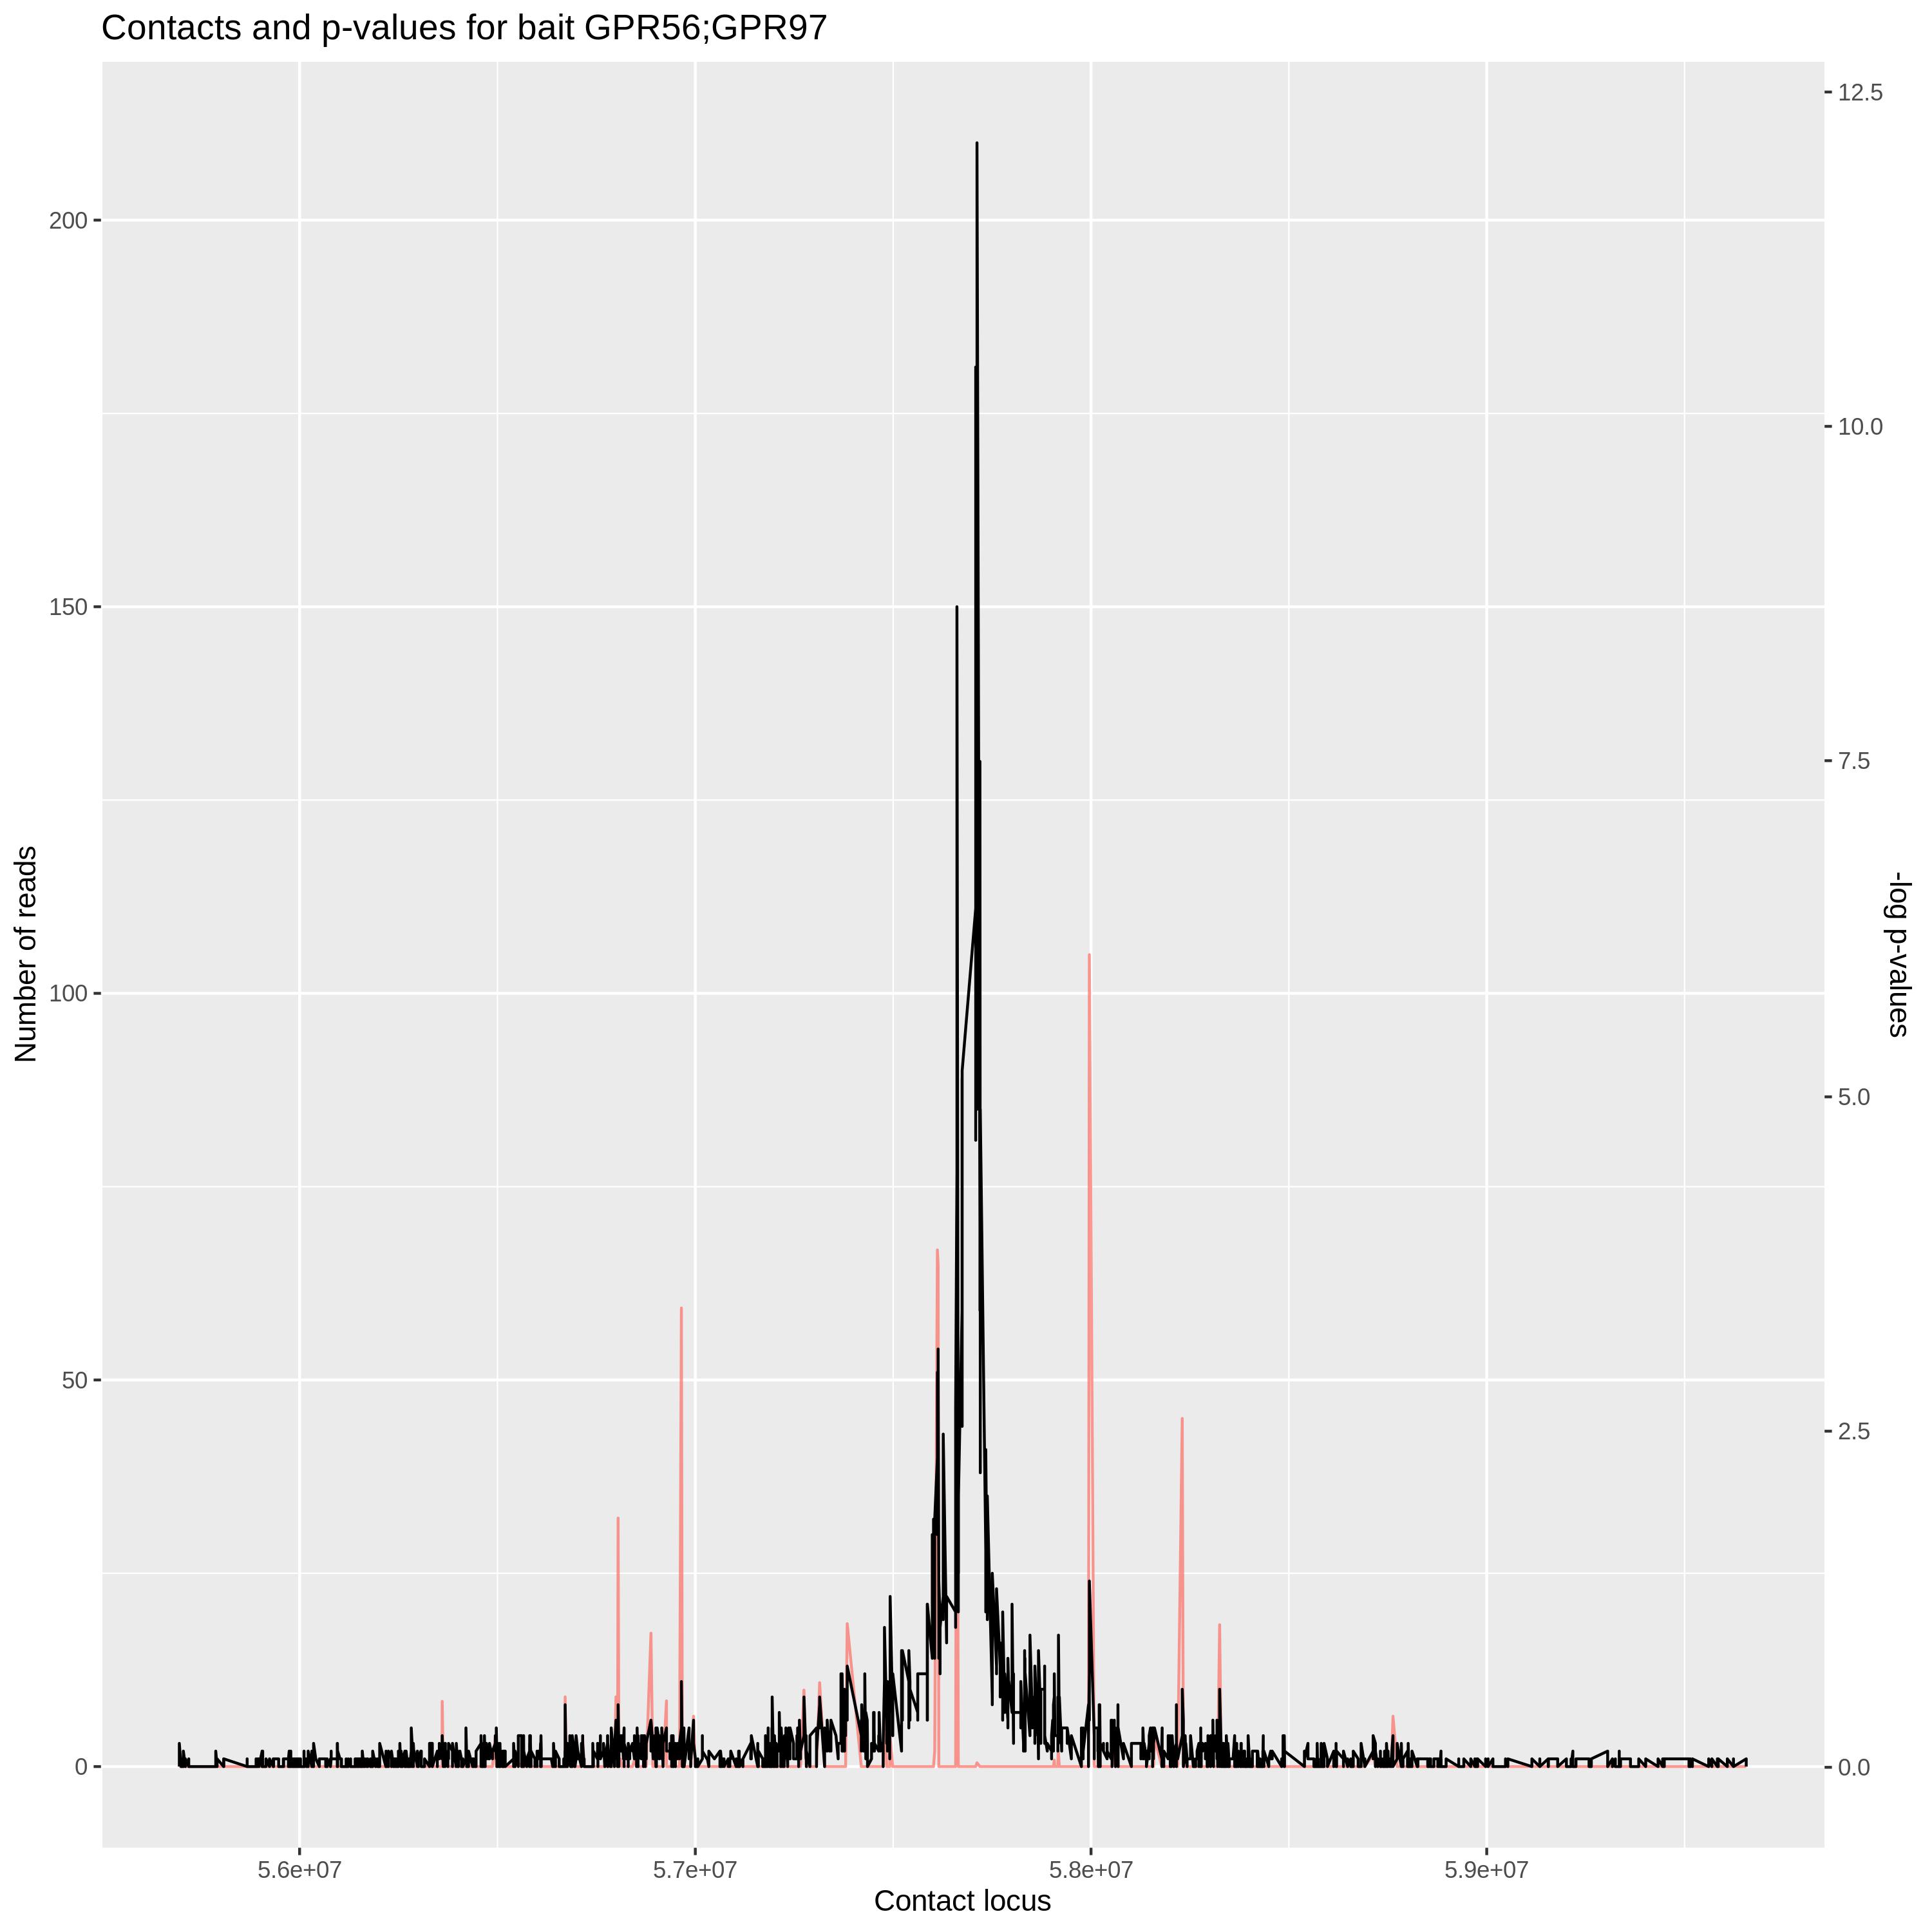 Contacts and p-values for bait GPR56;GPR97
Number of reads
200
150
100
50
0
12.5
10.0
7.5
5.0
2.5
0.0
-log p-values
5.6e+07
5.7e+07
5.8e+07
5.9e+07
Contact locus